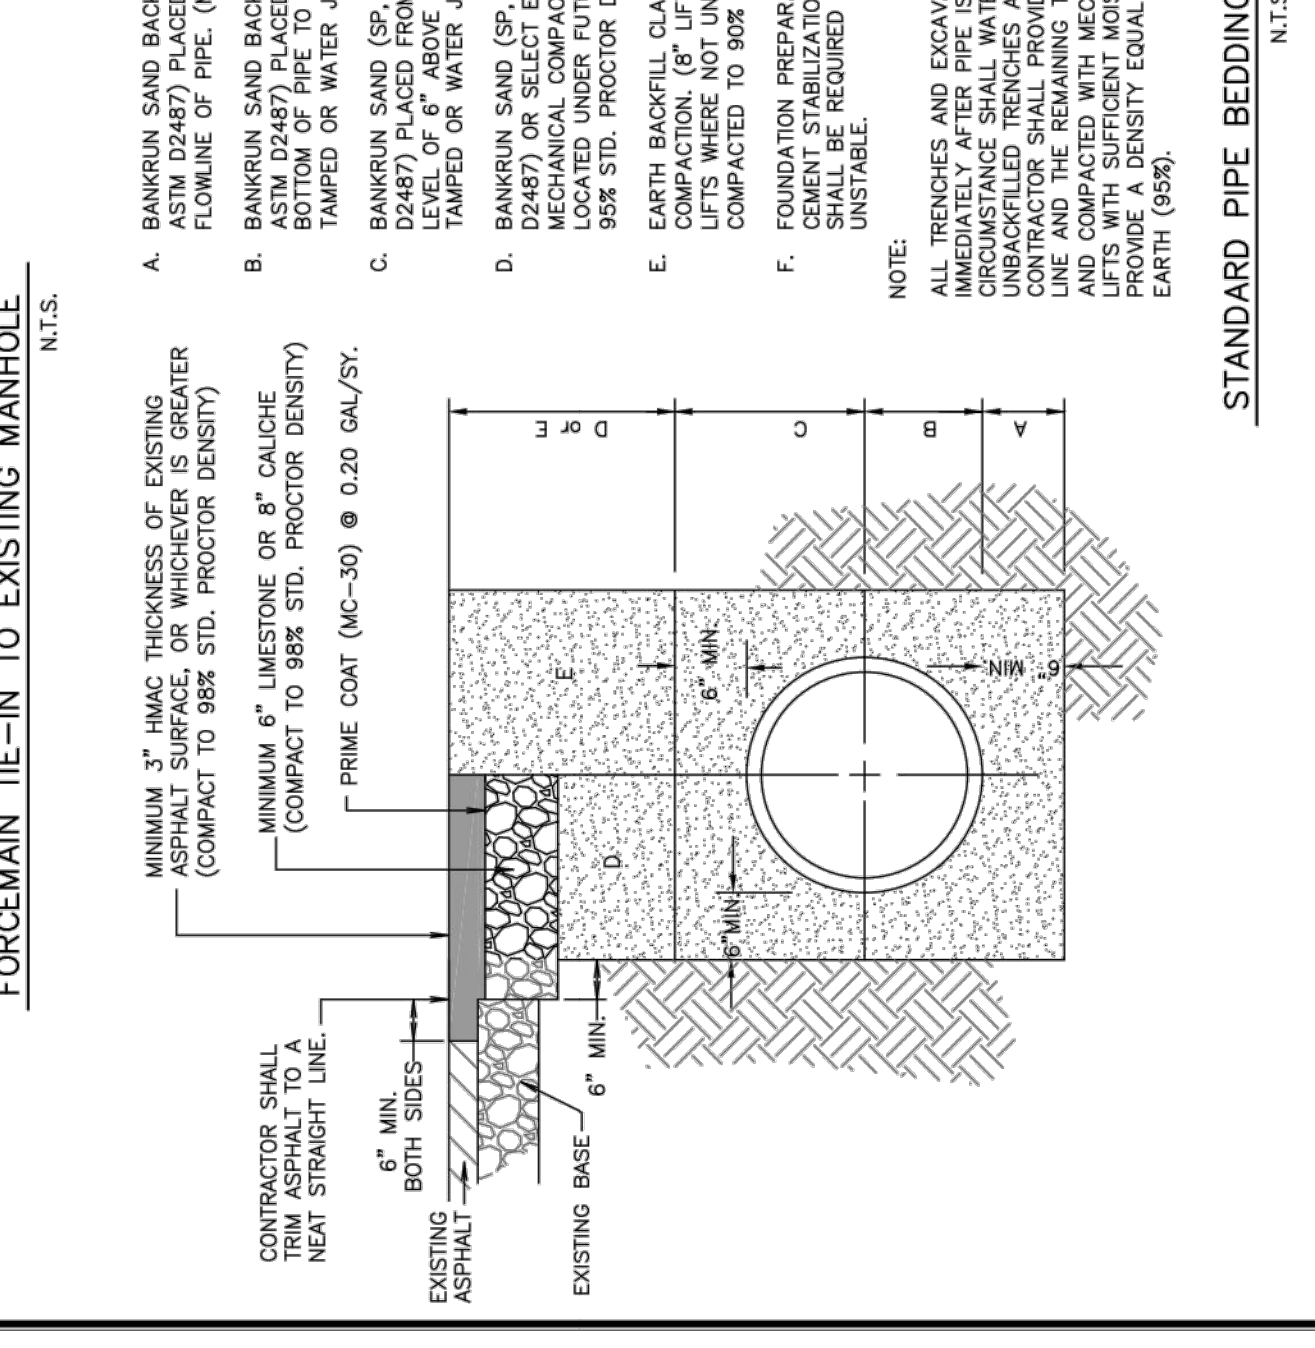 FORCEMAIN TIE-IN TO EXISTING MANHOLE
N.T.S.
MINIMUM 3" HMAC THICKNESS OF EXISTING
ASPHALT SURFACE, OR WHICHEVER IS GREATER
(COMPACT TO 98% STD. PROCTOR DENSITY)
MINIMUM 6" LIMESTONE OR 8" CALICHE
(COMPACT TO 98% STD. PROCTOR DENSITY)
PRIME COAT (MC-30) @ 0.20 GAL/SY.
CONTRACTOR SHALL
TRIM ASPHALT TO A
NEAT STRAIGHT LINE.
6" MIN.
BOTH SIDES
EXISTING
ASPHALT
EXISTING BASE
6" MIN.
D
E
6" MIN.
6"MIN.
6" MIN
D or E
C
B
A
A. BANKRUN SAND BACK
ASTM D2487) PLACED
FLOWLINE OF PIPE.
B. BANKRUN SAND BACK
ASTM D2487) PLACED
BOTTOM OF PIPE TO
TAMPED OR WATER J
C. BANKRUN SAND (SP,
D2487) PLACED FROM
LEVEL OF 6" ABOVE
TAMPED OR WATER J
D. BANKRUN SAND (SP,
D2487) OR SELECT E
MECHANICAL COMPAC
LOCATED UNDER FUT
95% STD. PROCTOR D
E. EARTH BACKFILL CLA
COMPACTION. (8" LIF
LIFTS WHERE NOT UN
COMPACTED TO 90%
F. FOUNDATION PREPARA
CEMENT STABILIZATIO
SHALL BE REQUIRED
UNSTABLE.
NOTE:
ALL TRENCHES AND EXCAV
IMMEDIATELY AFTER PIPE IS
CIRCUMSTANCE SHALL WAT
UNBACKFILLED TRENCHES A
CONTRACTOR SHALL PROVID
LINE AND THE REMAINING T
AND COMPACTED WITH MEC
LIFTS WITH SUFFICIENT MOIS
PROVIDE A DENSITY EQUAL
EARTH (95%).
STANDARD PIPE BEDDING
N.T.S